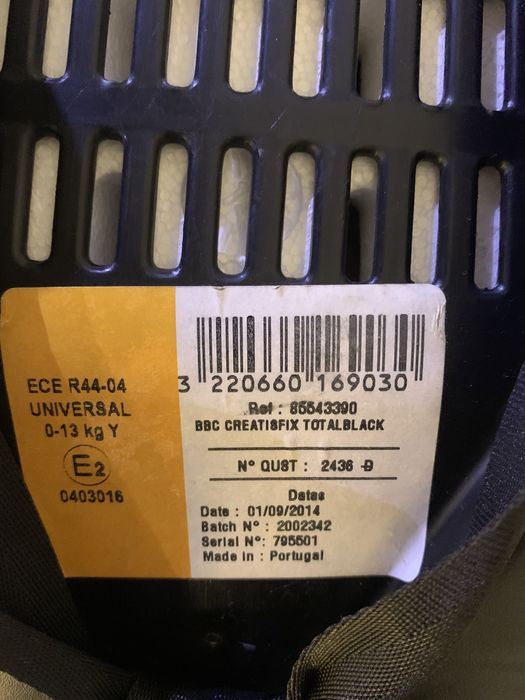 ECE R44-04
UNIVERSAL
0-13 kg Y
E2
0403016
3 220660 169030
Ref : 85543390
BBC CREATISFIX TOTALBLACK
N° QUST : 2436 -D
Datas
Date : 01/09/2014
Batch N° : 2002342
Serial N°: 795501
Made in : Portugal